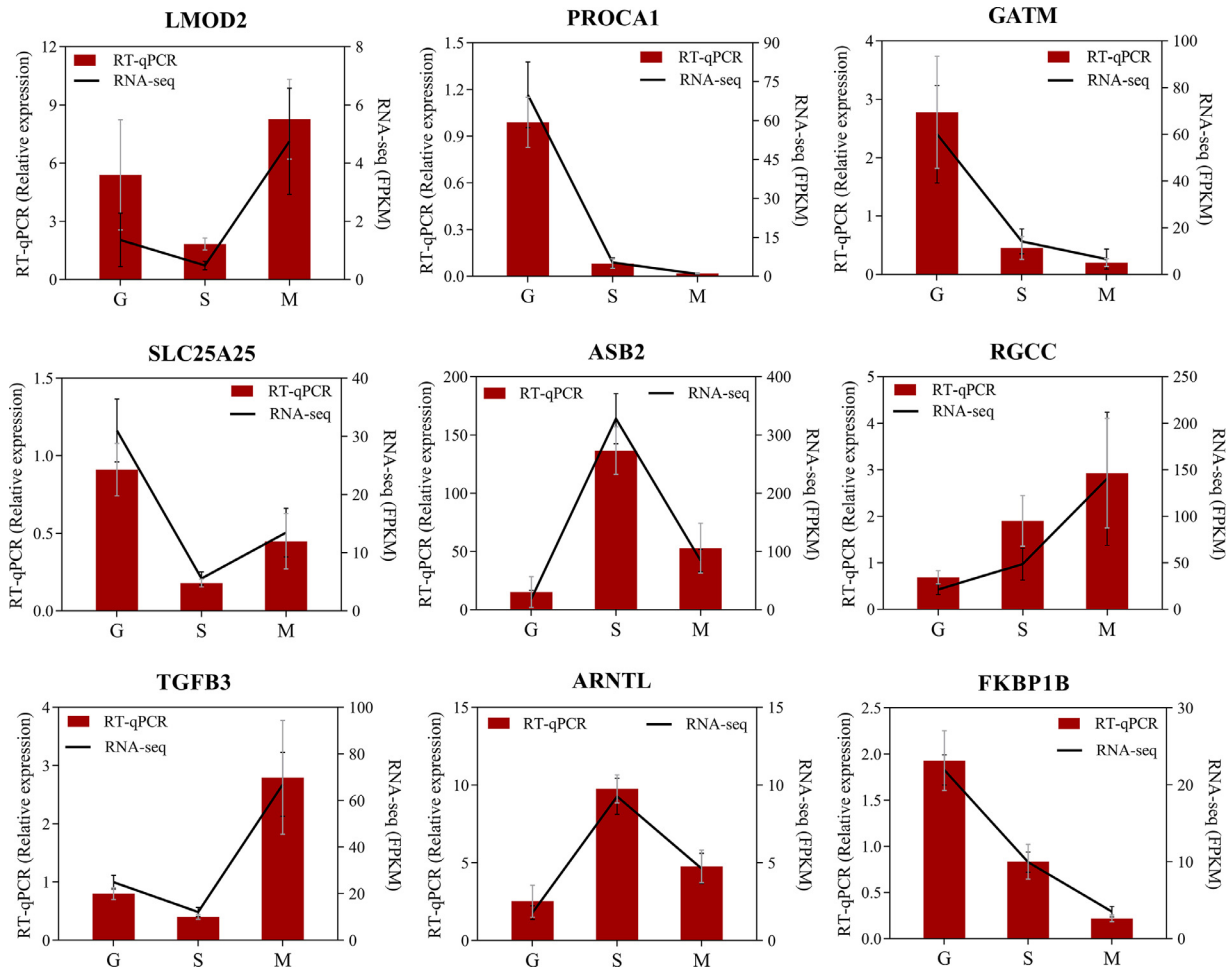 LMOD2
RT-qPCR (Relative expression)
12
9
6
3
0
RT-qPCR
RNA-seq
8
6
4
2
0
RNA-seq (FPKM)
G S M
PROCA1
RT-qPCR (Relative expression)
1.5
1.2
0.9
0.6
0.3
0.0
RT-qPCR
RNA-seq
90
75
60
45
30
15
0
RNA-seq (FPKM)
G S M
GATM
RT-qPCR (Relative expression)
4
3
2
1
0
RT-qPCR
RNA-seq
100
80
60
40
20
0
RNA-seq (FPKM)
G S M
SLC25A25
RT-qPCR (Relative expression)
1.5
1.0
0.5
0.0
RT-qPCR
RNA-seq
40
30
20
10
0
RNA-seq (FPKM)
G S M
ASB2
RT-qPCR (Relative expression)
200
150
100
50
0
RT-qPCR RNA-seq
400
300
200
100
0
RNA-seq (FPKM)
G S M
RGCC
RT-qPCR (Relative expression)
5
4
3
2
1
0
RT-qPCR
RNA-seq
250
200
150
100
50
0
RNA-seq (FPKM)
G S M
TGFB3
RT-qPCR (Relative expression)
4
3
2
1
0
RT-qPCR
RNA-seq
100
80
60
40
20
0
RNA-seq (FPKM)
G S M
ARNTL
RT-qPCR (Relative expression)
15
10
5
0
RT-qPCR RNA-seq
15
10
5
0
RNA-seq (FPKM)
G S M
FKBP1B
RT-qPCR (Relative expression)
2.5
2.0
1.5
1.0
0.5
0.0
RT-qPCR
RNA-seq
30
20
10
0
RNA-seq (FPKM)
G S M